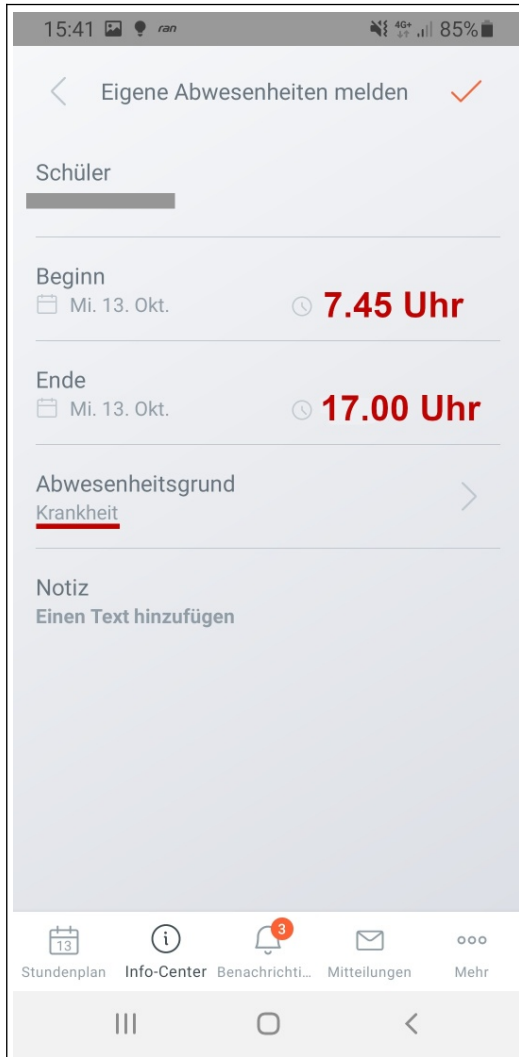 15:41 ran 4G+ 85%
Eigene Abwesenheiten melden
Schüler
Beginn
Mi. 13. Okt. 7.45 Uhr
Ende
Mi. 13. Okt. 17.00 Uhr
Abwesenheitsgrund
Krankheit
Notiz
Einen Text hinzufügen
3
13
Stundenplan Info-Center Benachrichti... Mitteilungen Mehr